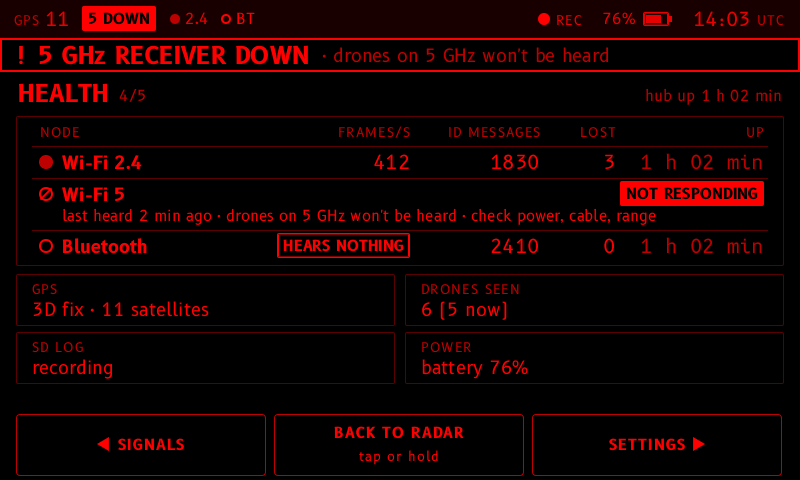 GPS 11 5 DOWN 2.4 BT REC 76% 14:03 UTC
! 5 GHz RECEIVER DOWN · drones on 5 GHz won't be heard
HEALTH 4/5 hub up 1 h 02 min
NODE FRAMES/S ID MESSAGES LOST UP
Wi-Fi 2.4 412 1830 3 1 h 02 min
Wi-Fi 5 NOT RESPONDING
last heard 2 min ago · drones on 5 GHz won't be heard · check power, cable, range
Bluetooth HEARS NOTHING 2410 0 1 h 02 min
GPS
3D fix · 11 satellites
DRONES SEEN
6 [5 now]
SD LOG
recording
POWER
battery 76%
◀ SIGNALS
BACK TO RADAR
tap or hold
SETTINGS ▶